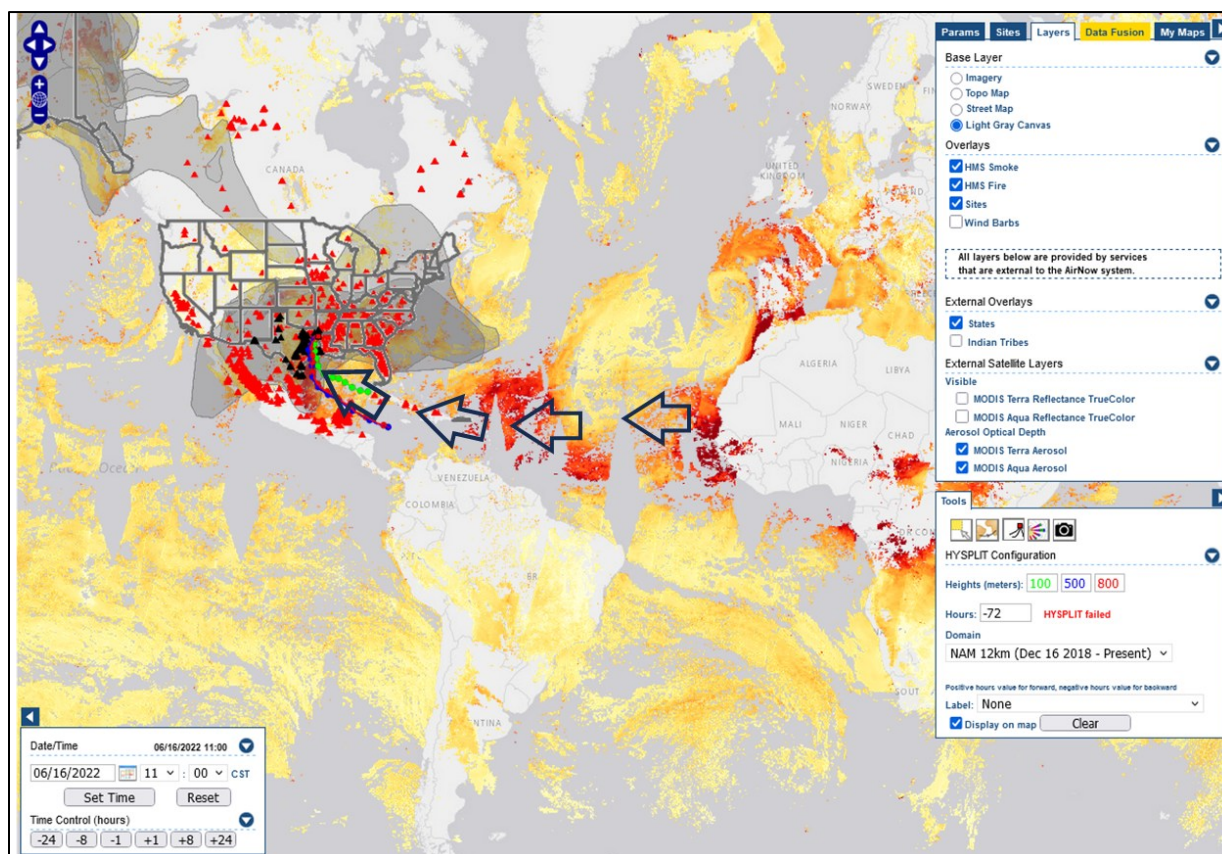 Params Sites Layers Data Fusion My Maps
Base Layer
Imagery
Topo Map
Street Map
Light Gray Canvas
Overlays
HMS Smoke
HMS Fire
Sites
Wind Barbs
All layers below are provided by services
that are external to the AirNow system.
External Overlays
States
Indian Tribes
External Satellite Layers
Visible
MODIS Terra Reflectance TrueColor
MODIS Aqua Reflectance TrueColor
Aerosol Optical Depth
MODIS Terra Aerosol
MODIS Aqua Aerosol
Tools
HYSPLIT Configuration
Heights (meters): 100 500 800
Hours: -72 HYSPLIT failed
Domain
NAM 12km (Dec 16 2018 - Present)
Positive hours value for forward, negative hours value for backward
Label: None
Display on map Clear
SWEDEN
NORWAY
CANADA
UNITED
KINGDOM
ALGERIA
LIBYA
MALI
NIGER
CHAD
NIGERIA
VENEZUELA
COLOMBIA
Date/Time 06/16/2022 11:00
06/16/2022 11 : 00 CST
Set Time Reset
Time Control (hours)
-24 -8 -1 +1 +8 +24